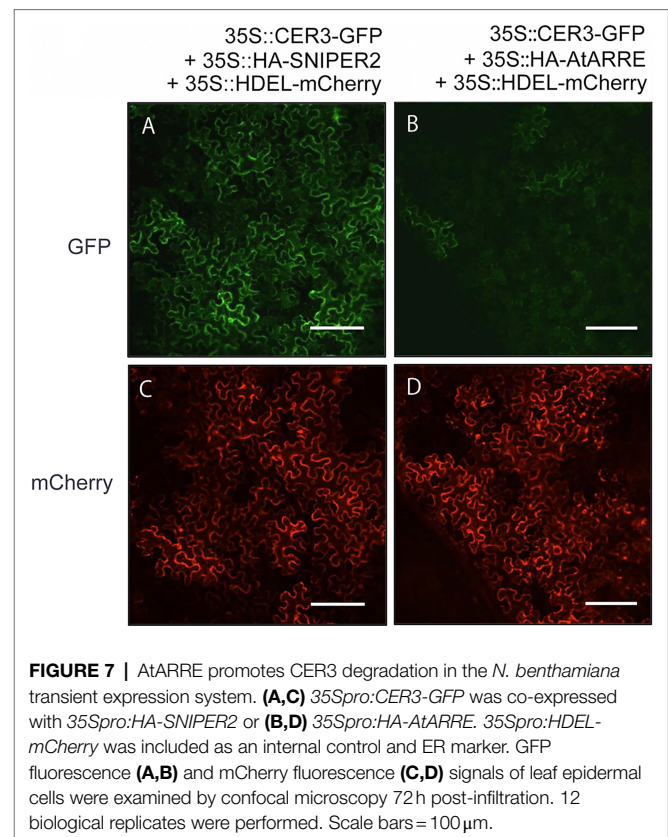 35S::CER3-GFP
+ 35S::HA-SNIPER2
+ 35S::HDEL-mCherry
35S::CER3-GFP
+ 35S::HA-AtARRE
+ 35S::HDEL-mCherry
GFP
A
B
mCherry
C
D
FIGURE 7 | AtARRE promotes CER3 degradation in the N. benthamiana
transient expression system. (A,C) 35Spro:CER3-GFP was co-expressed
with 35Spro:HA-SNIPER2 or (B,D) 35Spro:HA-AtARRE. 35Spro:HDEL-
mCherry was included as an internal control and ER marker. GFP
fluorescence (A,B) and mCherry fluorescence (C,D) signals of leaf epidermal
cells were examined by confocal microscopy 72 h post-infiltration. 12
biological replicates were performed. Scale bars = 100 μm.